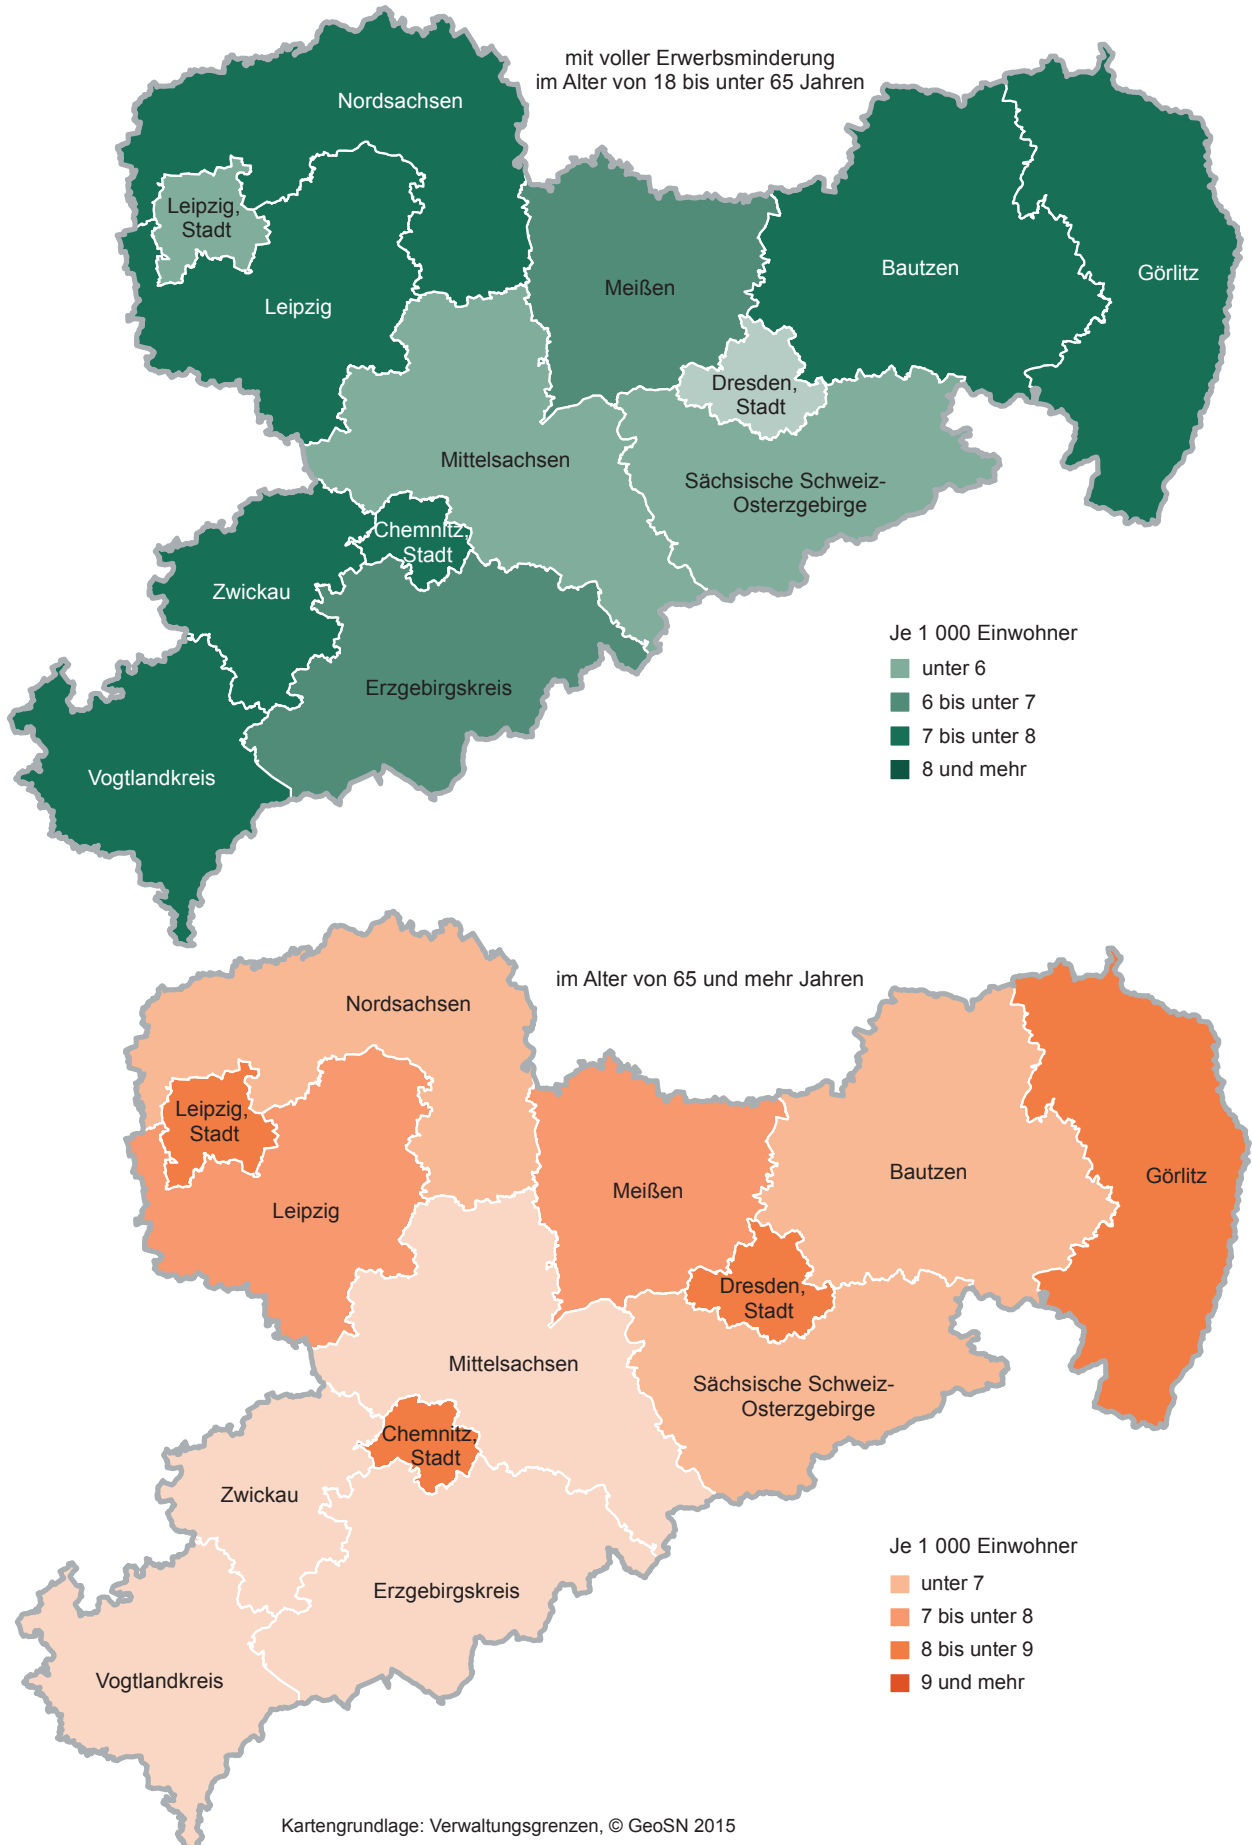 mit voller Erwerbsminderung
im Alter von 18 bis unter 65 Jahren
Nordsachsen
Leipzig,
Stadt
Leipzig
Meißen
Bautzen
Görlitz
Dresden,
Stadt
Mittelsachsen
Sächsische Schweiz-
Osterzgebirge
Chemnitz,
Stadt
Zwickau
Erzgebirgskreis
Vogtlandkreis
Je 1 000 Einwohner
unter 6
6 bis unter 7
7 bis unter 8
8 und mehr
im Alter von 65 und mehr Jahren
Nordsachsen
Leipzig,
Stadt
Leipzig
Meißen
Bautzen
Görlitz
Dresden,
Stadt
Mittelsachsen
Sächsische Schweiz-
Osterzgebirge
Chemnitz,
Stadt
Zwickau
Erzgebirgskreis
Vogtlandkreis
Je 1 000 Einwohner
unter 7
7 bis unter 8
8 bis unter 9
9 und mehr
Kartengrundlage: Verwaltungsgrenzen, © GeoSN 2015